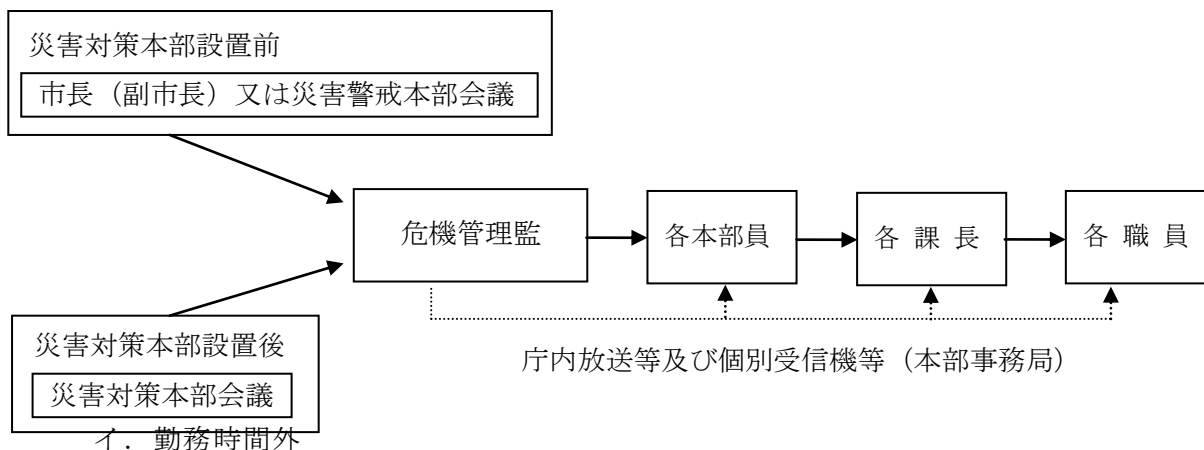 災害対策本部設置前
市長（副市長）又は災害警戒本部会議
危機管理監
各本部員
各 課 長
各 職 員
庁内放送等及び個別受信機等（本部事務局）
災害対策本部設置後
災害対策本部会議
イ．勤務時間外